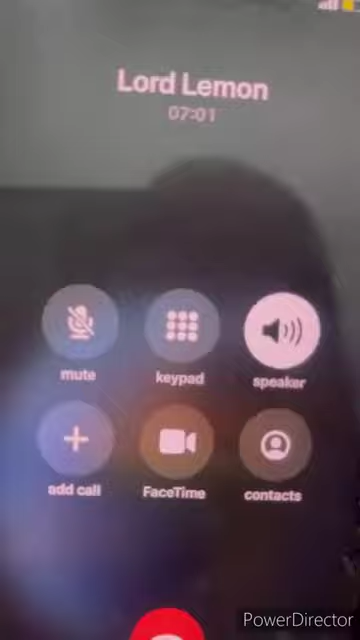 Lord Lemon
07:01
mute
keypad
speaker
add call
FaceTime
contacts
PowerDirector